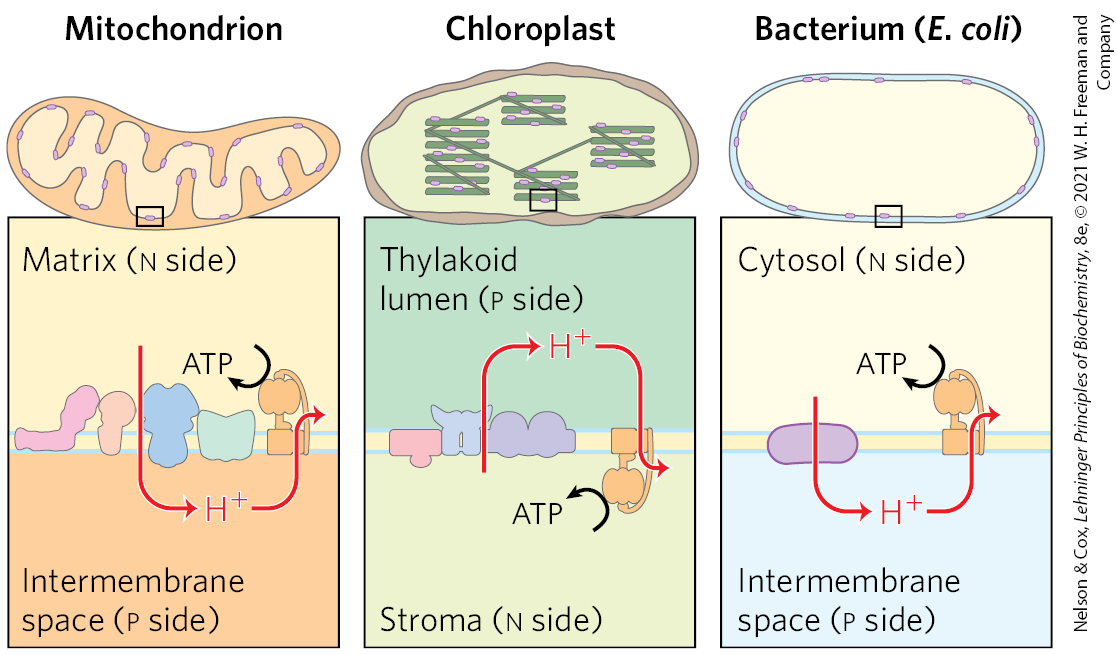 Mitochondrion
Matrix (N side)
ATP
H⁺
Intermembrane
space (P side)
Chloroplast
Thylakoid
lumen (P side)
H⁺
ATP
Stroma (N side)
Bacterium (E. coli)
Cytosol (N side)
ATP
H⁺
Intermembrane
space (P side)
Nelson & Cox, Lehninger Principles of Biochemistry, 8e, © 2021 W. H. Freeman and
Company